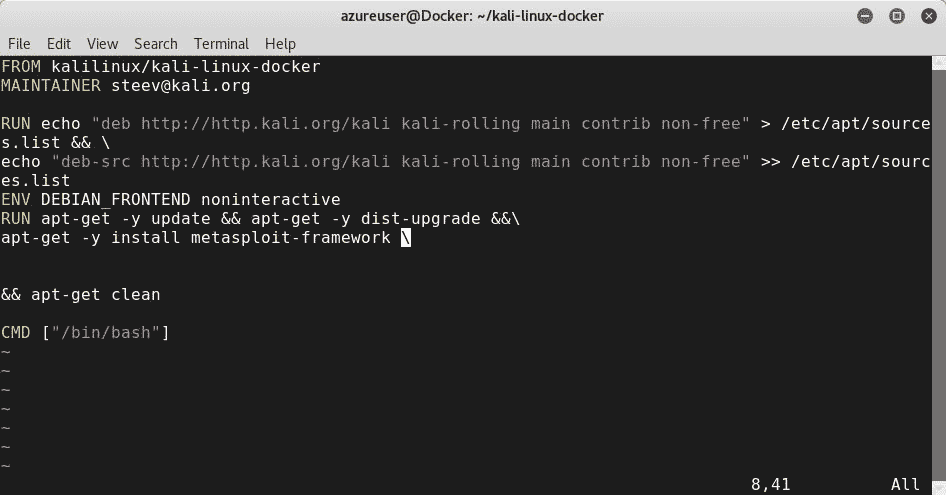 azureuser@Docker: ~/kali-linux-docker
File Edit View Search Terminal Help
FROM kalilinux/kali-linux-docker
MAINTAINER steev@kali.org
RUN echo "deb http://http.kali.org/kali kali-rolling main contrib non-free" > /etc/apt/source
s.list && \
echo "deb-src http://http.kali.org/kali kali-rolling main contrib non-free" >> /etc/apt/sourc
es.list
ENV DEBIAN_FRONTEND noninteractive
RUN apt-get -y update && apt-get -y dist-upgrade &&\
apt-get -y install metasploit-framework \
&& apt-get clean
CMD ["/bin/bash"]
~
~
~
~
~
~
~
8,41 All